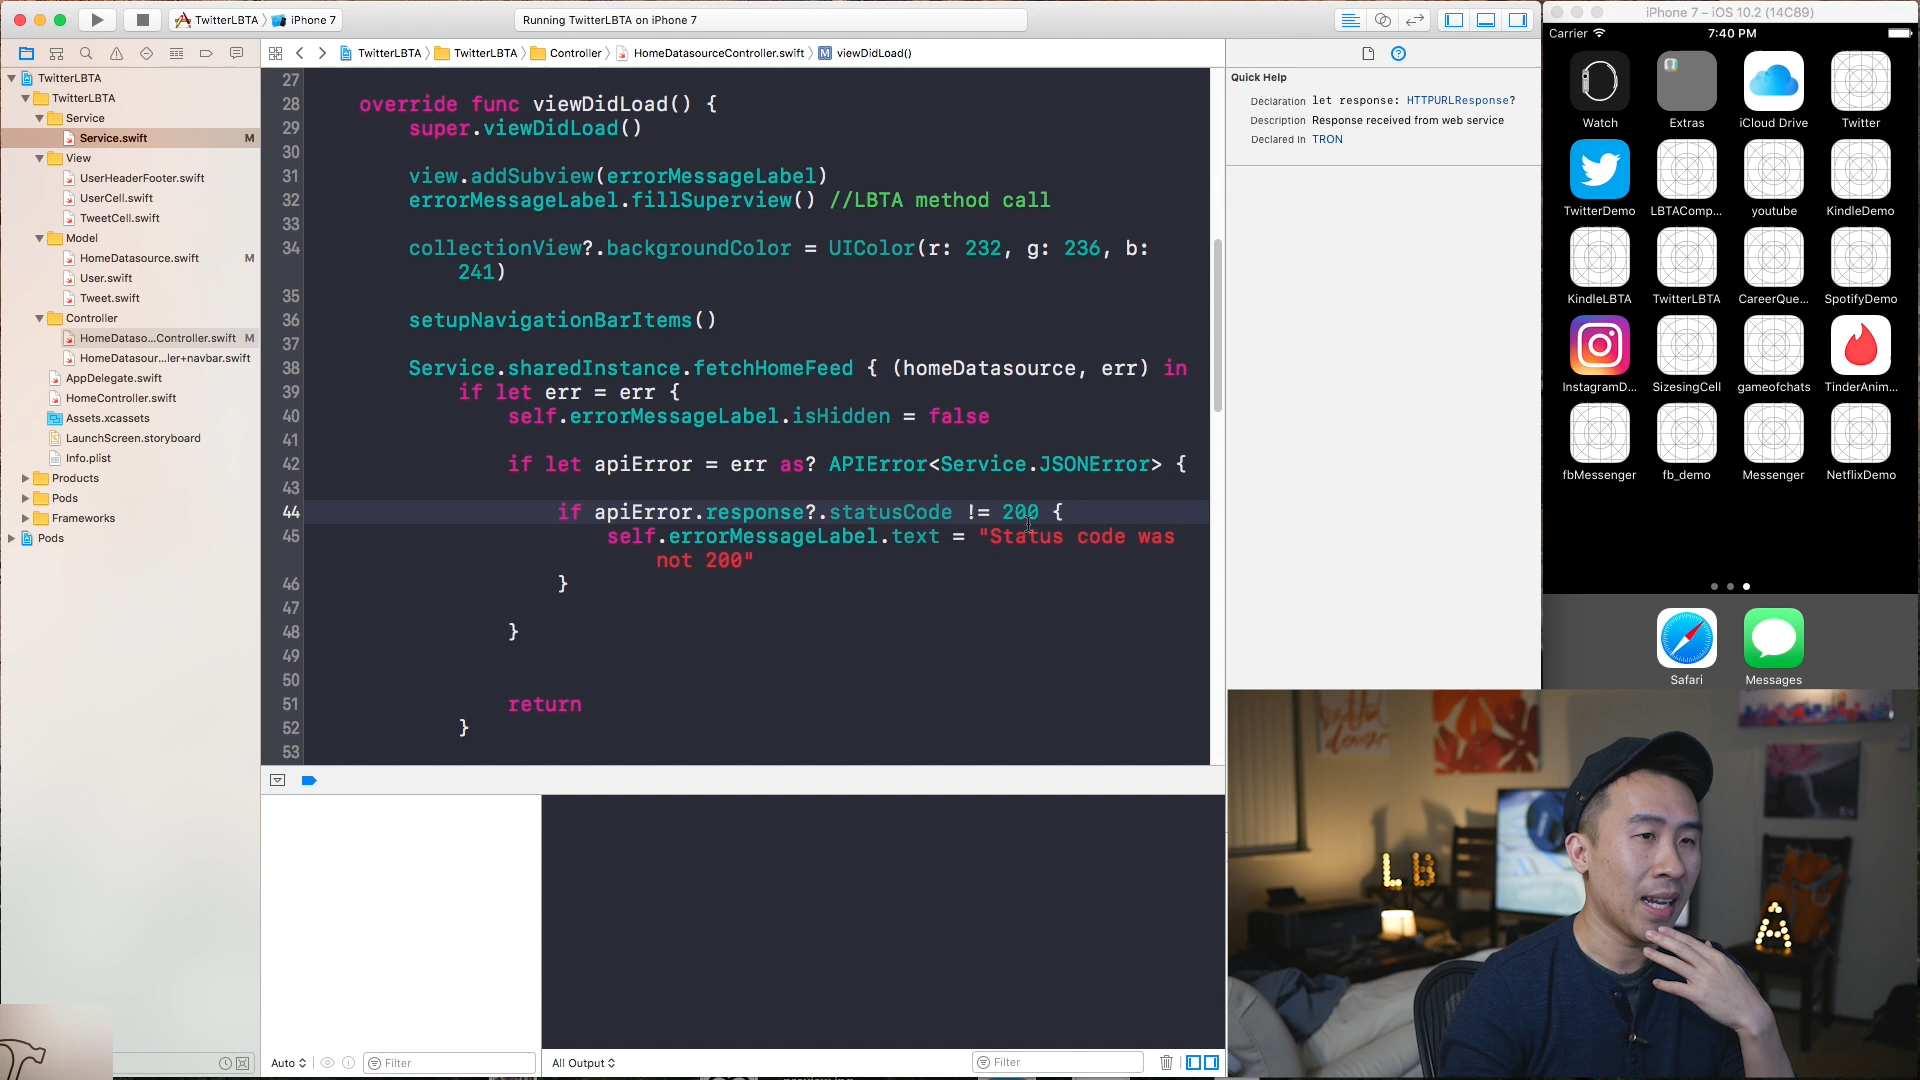 TwitterLBTA
iPhone 7
Running TwitterLBTA on iPhone 7
iPhone 7 – iOS 10.2 (14C89)
TwitterLBTA
TwitterLBTA
Controller
HomeDatasourceController.swift
M viewDidLoad()
TwitterLBTA
TwitterLBTA
Service
Service.swift M
View
UserHeaderFooter.swift
UserCell.swift
TweetCell.swift
Model
HomeDatasource.swift M
User.swift
Tweet.swift
Controller
HomeDataso...Controller.swift M
HomeDatasour...ler+navbar.swift
AppDelegate.swift
HomeController.swift
Assets.xcassets
LaunchScreen.storyboard
Info.plist
Products
Pods
Frameworks
Pods
27
28 override func viewDidLoad() {
29 super.viewDidLoad()
30
31 view.addSubview(errorMessageLabel)
32 errorMessageLabel.fillSuperview() //LBTA method call
33
34 collectionView?.backgroundColor = UIColor(r: 232, g: 236, b:
241)
35
36 setupNavigationBarItems()
37
38 Service.sharedInstance.fetchHomeFeed { (homeDatasource, err) in
39 if let err = err {
40 self.errorMessageLabel.isHidden = false
41
42 if let apiError = err as? APIError<Service.JSONError> {
43
44 if apiError.response?.statusCode != 200 {
45 self.errorMessageLabel.text = "Status code was
not 200"
46 }
47
48 }
49
50
51 return
52 }
53
Auto
Filter
All Output
Filter
Quick Help
Declaration let response: HTTPURLResponse?
Description Response received from web service
Declared In TRON
Carrier 7:40 PM
Watch Extras iCloud Drive Twitter
TwitterDemo LBTAComp... youtube KindleDemo
KindleLBTA TwitterLBTA CareerQue... SpotifyDemo
InstagramD... SizesingCell gameofchats TinderAnim...
fbMessenger fb_demo Messenger NetflixDemo
Safari Messages
LB
A